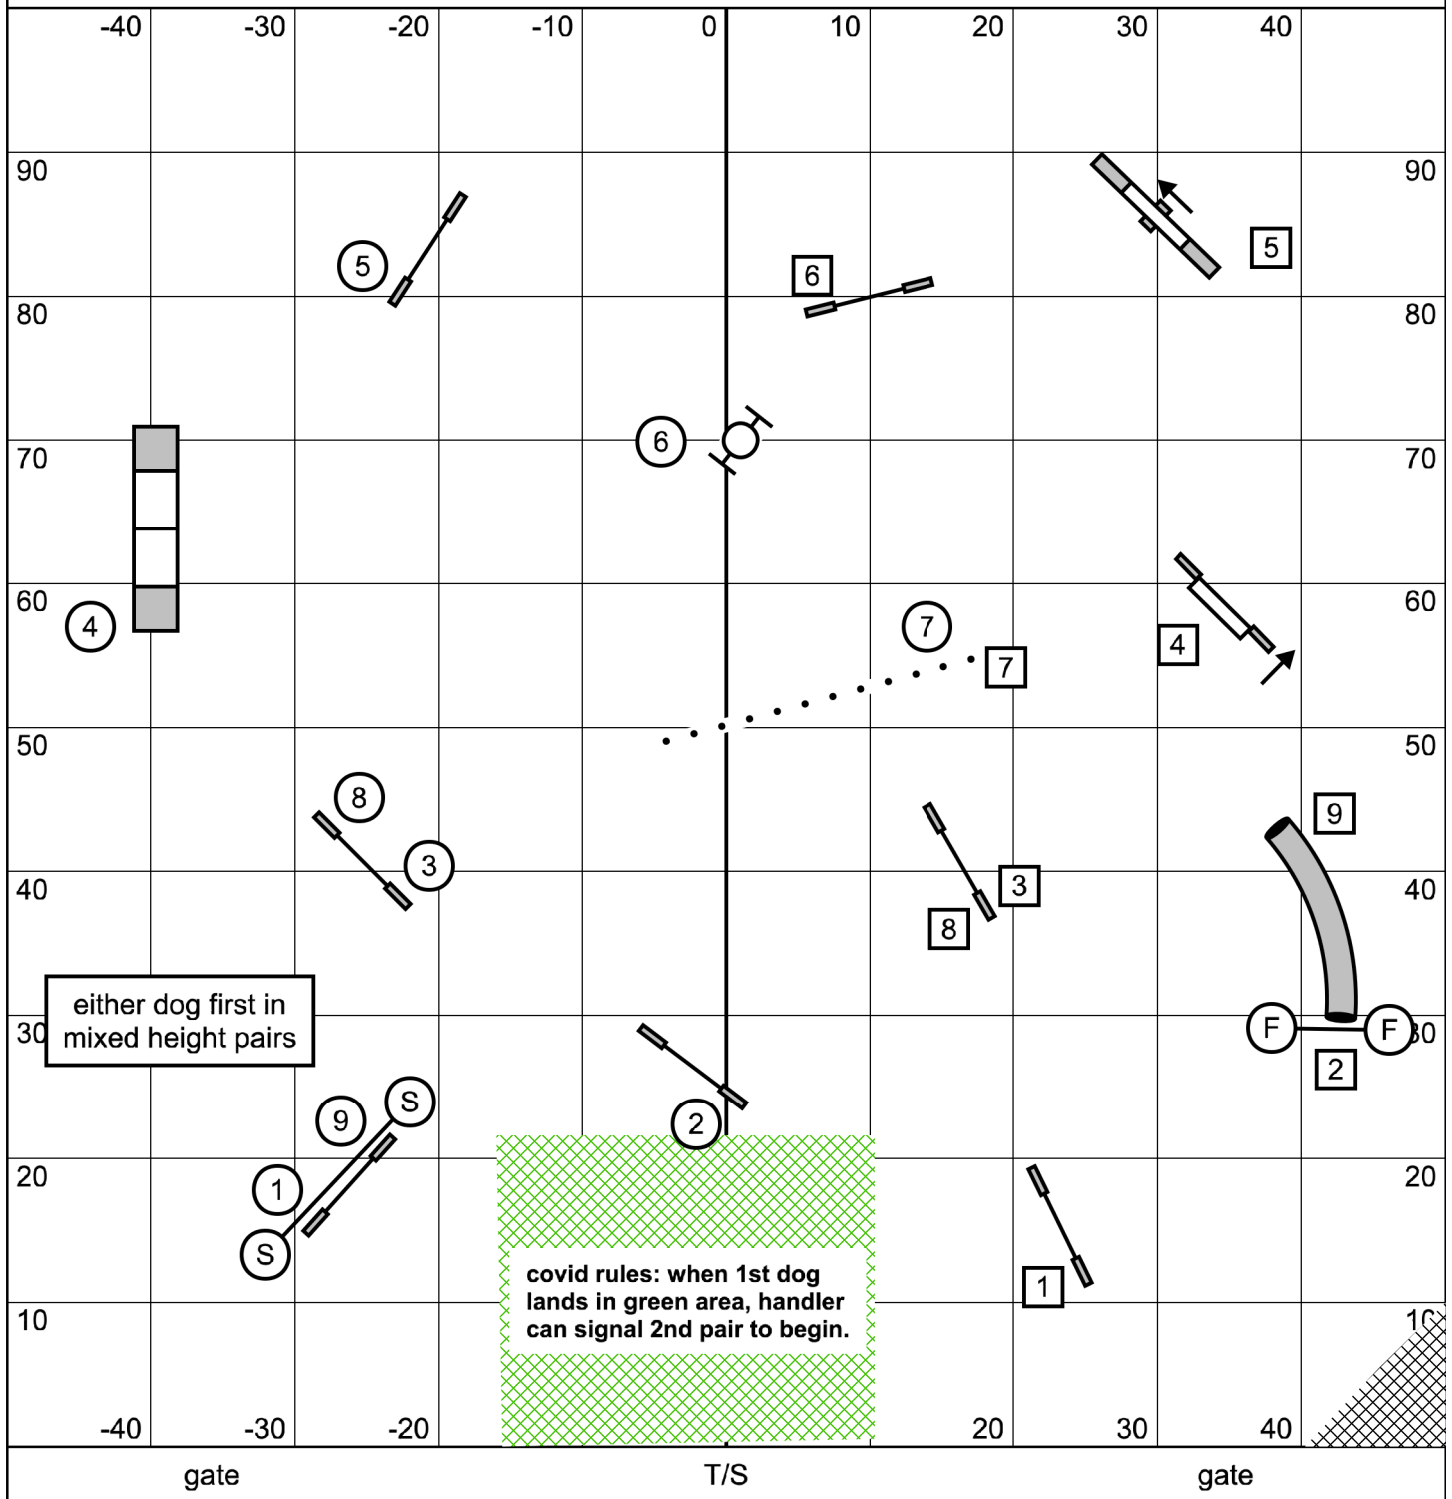 -40 -30 -20 -10 0 10 20 30 40
90 90
5
5
6
80 80
6
70 70
60 60
4
7
4
7
50 50
8
9
3
40 40
3
8
either dog first in
mixed height pairs
30 F F 30
2
S
9
2
20 20
1
S
covid rules: when 1st dog
lands in green area, handler
can signal 2nd pair to begin.
1
10 10
-40 -30 -20 20 30 40
gate T/S gate